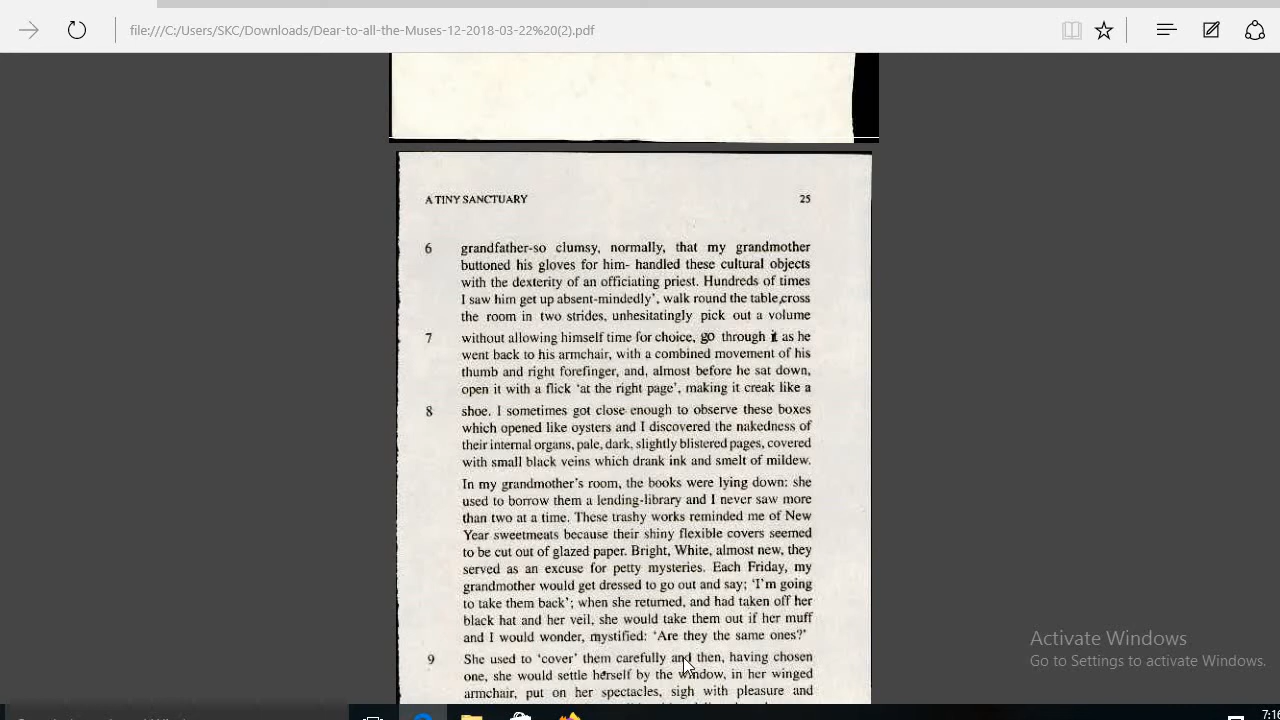 file:///C:/Users/SKC/Downloads/Dear-to-all-the-Muses-12-2018-03-22%20(2).pdf
A TINY SANCTUARY 25
6 grandfather-so clumsy, normally, that my grandmother
buttoned his gloves for him- handled these cultural objects
with the dexterity of an officiating priest. Hundreds of times
I saw him get up absent-mindedly', walk round the table,cross
the room in two strides, unhesitatingly pick out a volume
7 without allowing himself time for choice, go through it as he
went back to his armchair, with a combined movement of his
thumb and right forefinger, and, almost before he sat down,
open it with a flick 'at the right page', making it creak like a
8 shoe. I sometimes got close enough to observe these boxes
which opened like oysters and I discovered the nakedness of
their internal organs, pale, dark, slightly blistered pages, covered
with small black veins which drank ink and smelt of mildew.
In my grandmother's room, the books were lying down: she
used to borrow them a lending-library and I never saw more
than two at a time. These trashy works reminded me of New
Year sweetmeats because their shiny flexible covers seemed
to be cut out of glazed paper. Bright, White, almost new, they
served as an excuse for petty mysteries. Each Friday, my
grandmother would get dressed to go out and say; 'I'm going
to take them back'; when she returned, and had taken off her
black hat and her veil, she would take them out if her muff
and I would wonder, mystified: 'Are they the same ones?'
9 She used to 'cover' them carefully and then, having chosen
one, she would settle herself by the window, in her winged
armchair, put on her spectacles, sigh with pleasure and
Activate Windows
Go to Settings to activate Windows.